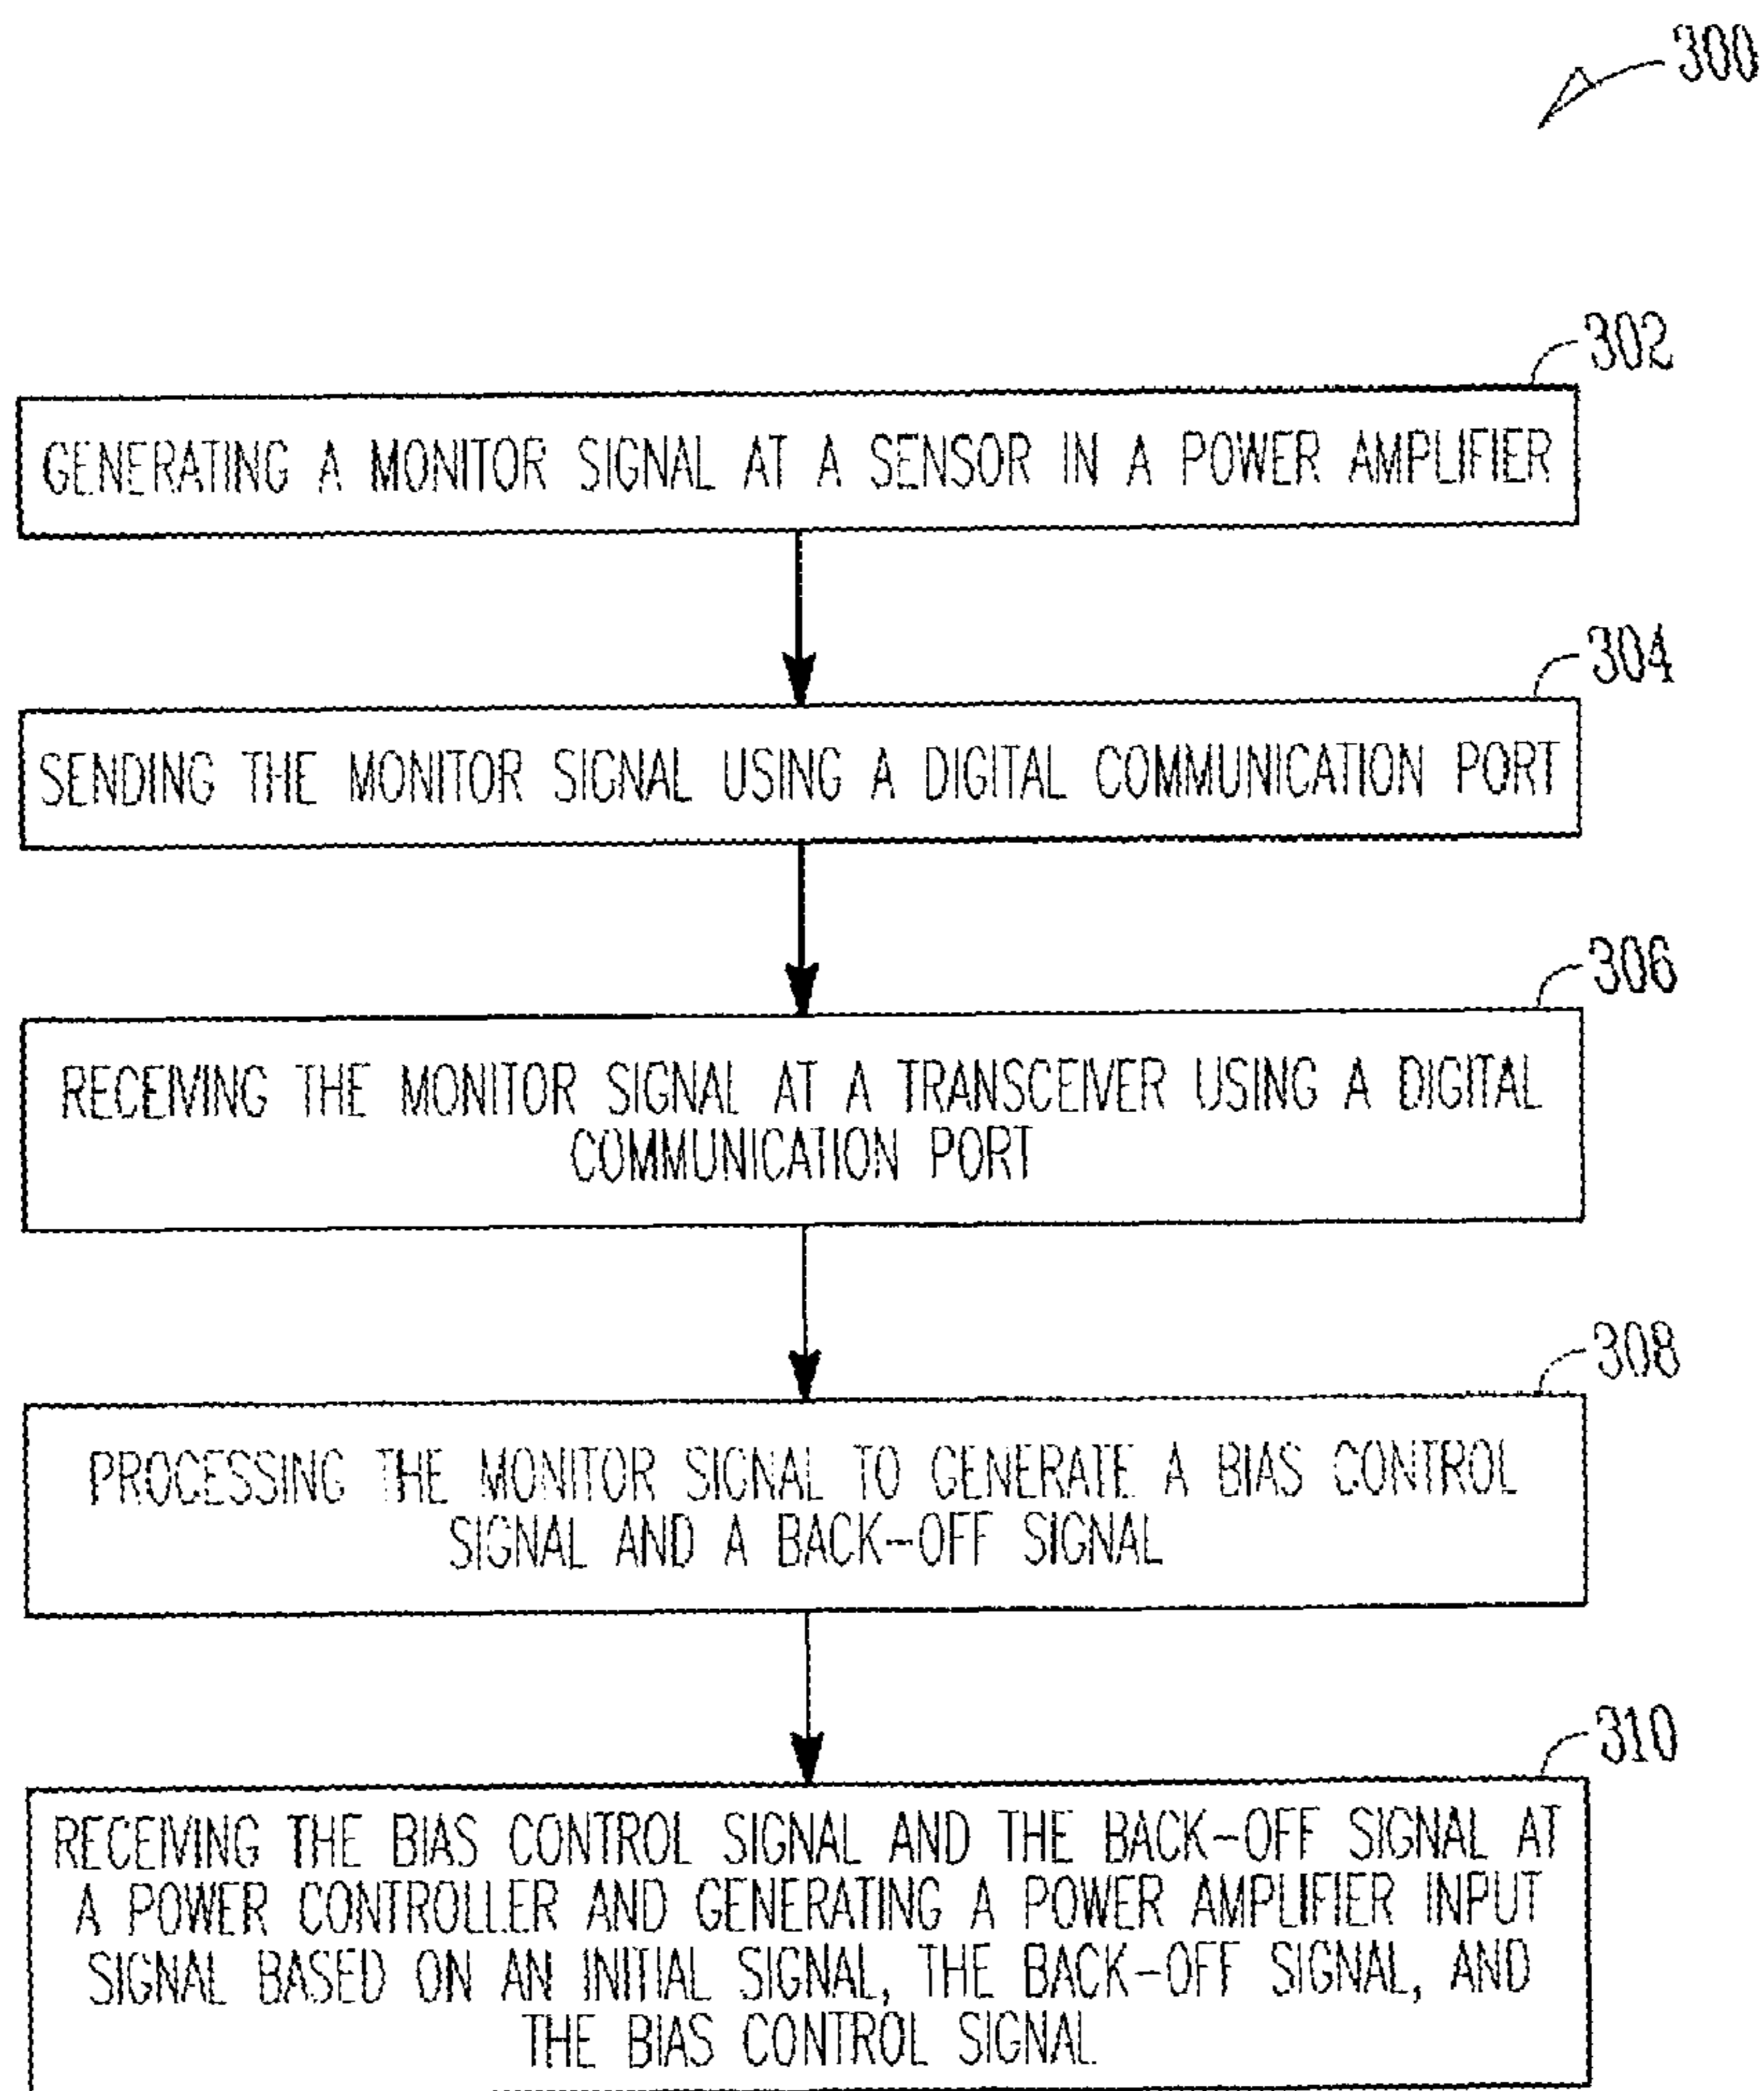 300
302
GENERATING A MONITOR SIGNAL AT A SENSOR IN A POWER AMPLIFIER
304
SENDING THE MONITOR SIGNAL USING A DIGITAL COMMUNICATION PORT
306
RECEIVING THE MONITOR SIGNAL AT A TRANSCEIVER USING A DIGITAL
COMMUNICATION PORT
308
PROCESSING THE MONITOR SIGNAL TO GENERATE A BIAS CONTROL
SIGNAL AND A BACK-OFF SIGNAL
310
RECEIVING THE BIAS CONTROL SIGNAL AND THE BACK-OFF SIGNAL AT
A POWER CONTROLLER AND GENERATING A POWER AMPLIFIER INPUT
SIGNAL BASED ON AN INITIAL SIGNAL, THE BACK-OFF SIGNAL, AND
THE BIAS CONTROL SIGNAL